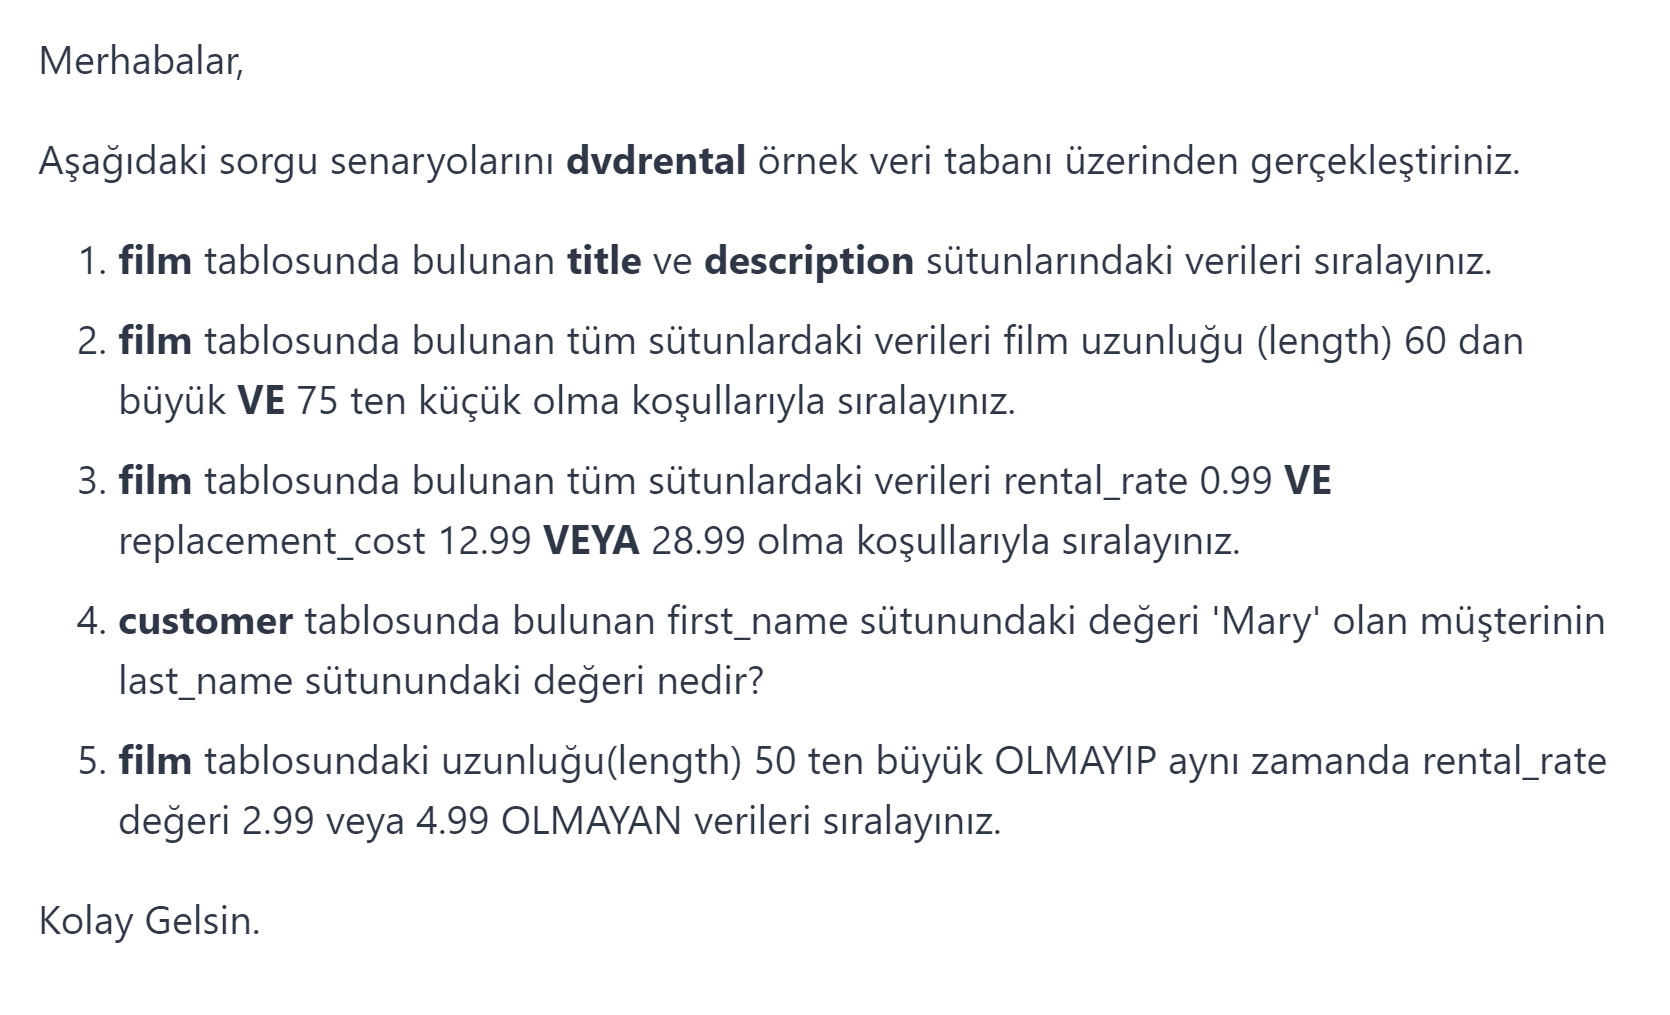 Merhabalar,
Aşağıdaki sorgu senaryolarını dvdrental örnek veri tabanı üzerinden gerçekleştiriniz.
1. film tablosunda bulunan title ve description sütunlarındaki verileri sıralayınız.
2. film tablosunda bulunan tüm sütunlardaki verileri film uzunluğu (length) 60 dan
büyük VE 75 ten küçük olma koşullarıyla sıralayınız.
3. film tablosunda bulunan tüm sütunlardaki verileri rental_rate 0.99 VE
replacement_cost 12.99 VEYA 28.99 olma koşullarıyla sıralayınız.
4. customer tablosunda bulunan first_name sütunundaki değeri 'Mary' olan müşterinin
last_name sütunundaki değeri nedir?
5. film tablosundaki uzunluğu(length) 50 ten büyük OLMAYIP aynı zamanda rental_rate
değeri 2.99 veya 4.99 OLMAYAN verileri sıralayınız.
Kolay Gelsin.